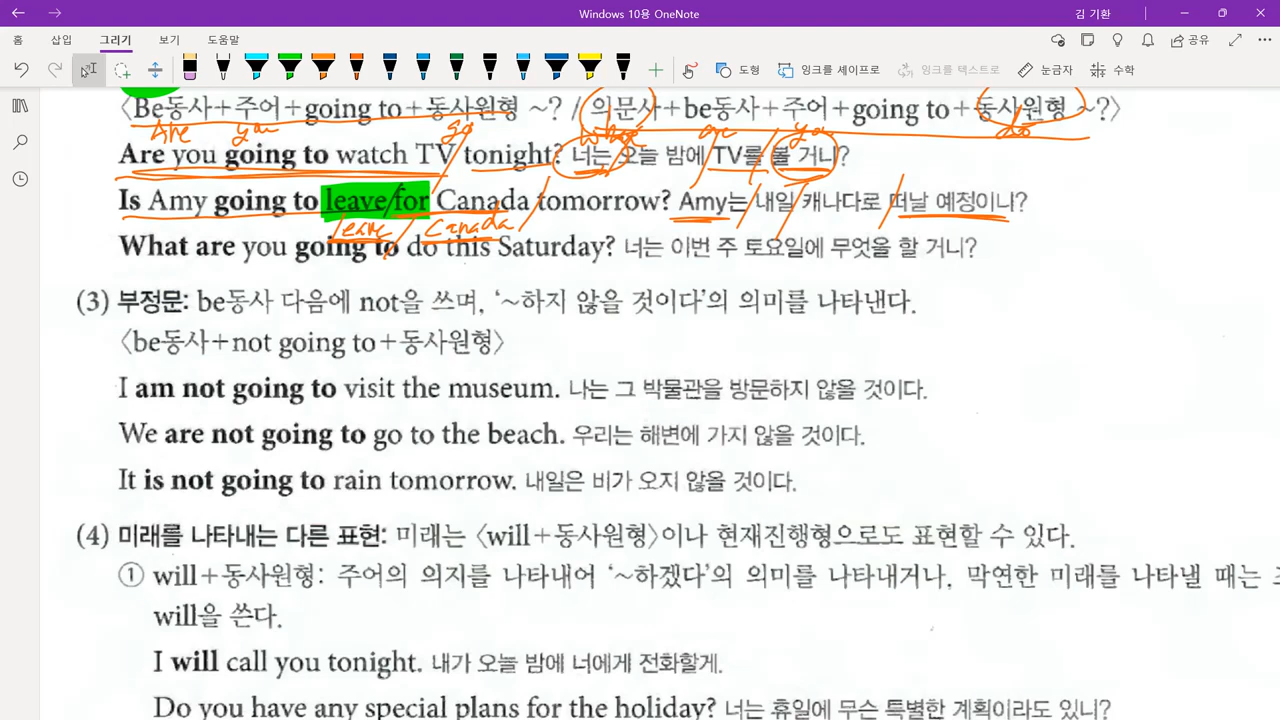 Windows 10용 OneNote
김 기환
홈 삽입 그리기 보기 도움말
공유
도형 잉크를 셰이프로 잉크를 텍스트로 눈금자 수학
〈Be동사+주어+going to+동사원형 ~? / 의문사+be동사+주어+going to+동사원형 ~?〉
Are you go what are you do
Are you going to watch TV tonight? 너는 오늘 밤에 TV를 볼 거니?
Is Amy going to leave for Canada tomorrow? Amy는 내일 캐나다로 떠날 예정이니?
leave Canada
What are you going to do this Saturday? 너는 이번 주 토요일에 무엇을 할 거니?
(3) 부정문: be동사 다음에 not을 쓰며, ‘~하지 않을 것이다’의 의미를 나타낸다.
〈be동사+not going to+동사원형〉
I am not going to visit the museum. 나는 그 박물관을 방문하지 않을 것이다.
We are not going to go to the beach. 우리는 해변에 가지 않을 것이다.
It is not going to rain tomorrow. 내일은 비가 오지 않을 것이다.
(4) 미래를 나타내는 다른 표현: 미래는 〈will+동사원형〉이나 현재진행형으로도 표현할 수 있다.
① will+동사원형: 주어의 의지를 나타내어 ‘~하겠다’의 의미를 나타내거나, 막연한 미래를 나타낼 때는
will을 쓴다.
I will call you tonight. 내가 오늘 밤에 너에게 전화할게.
Do you have any special plans for the holiday? 너는 휴일에 무슨 특별한 계획이라도 있니?